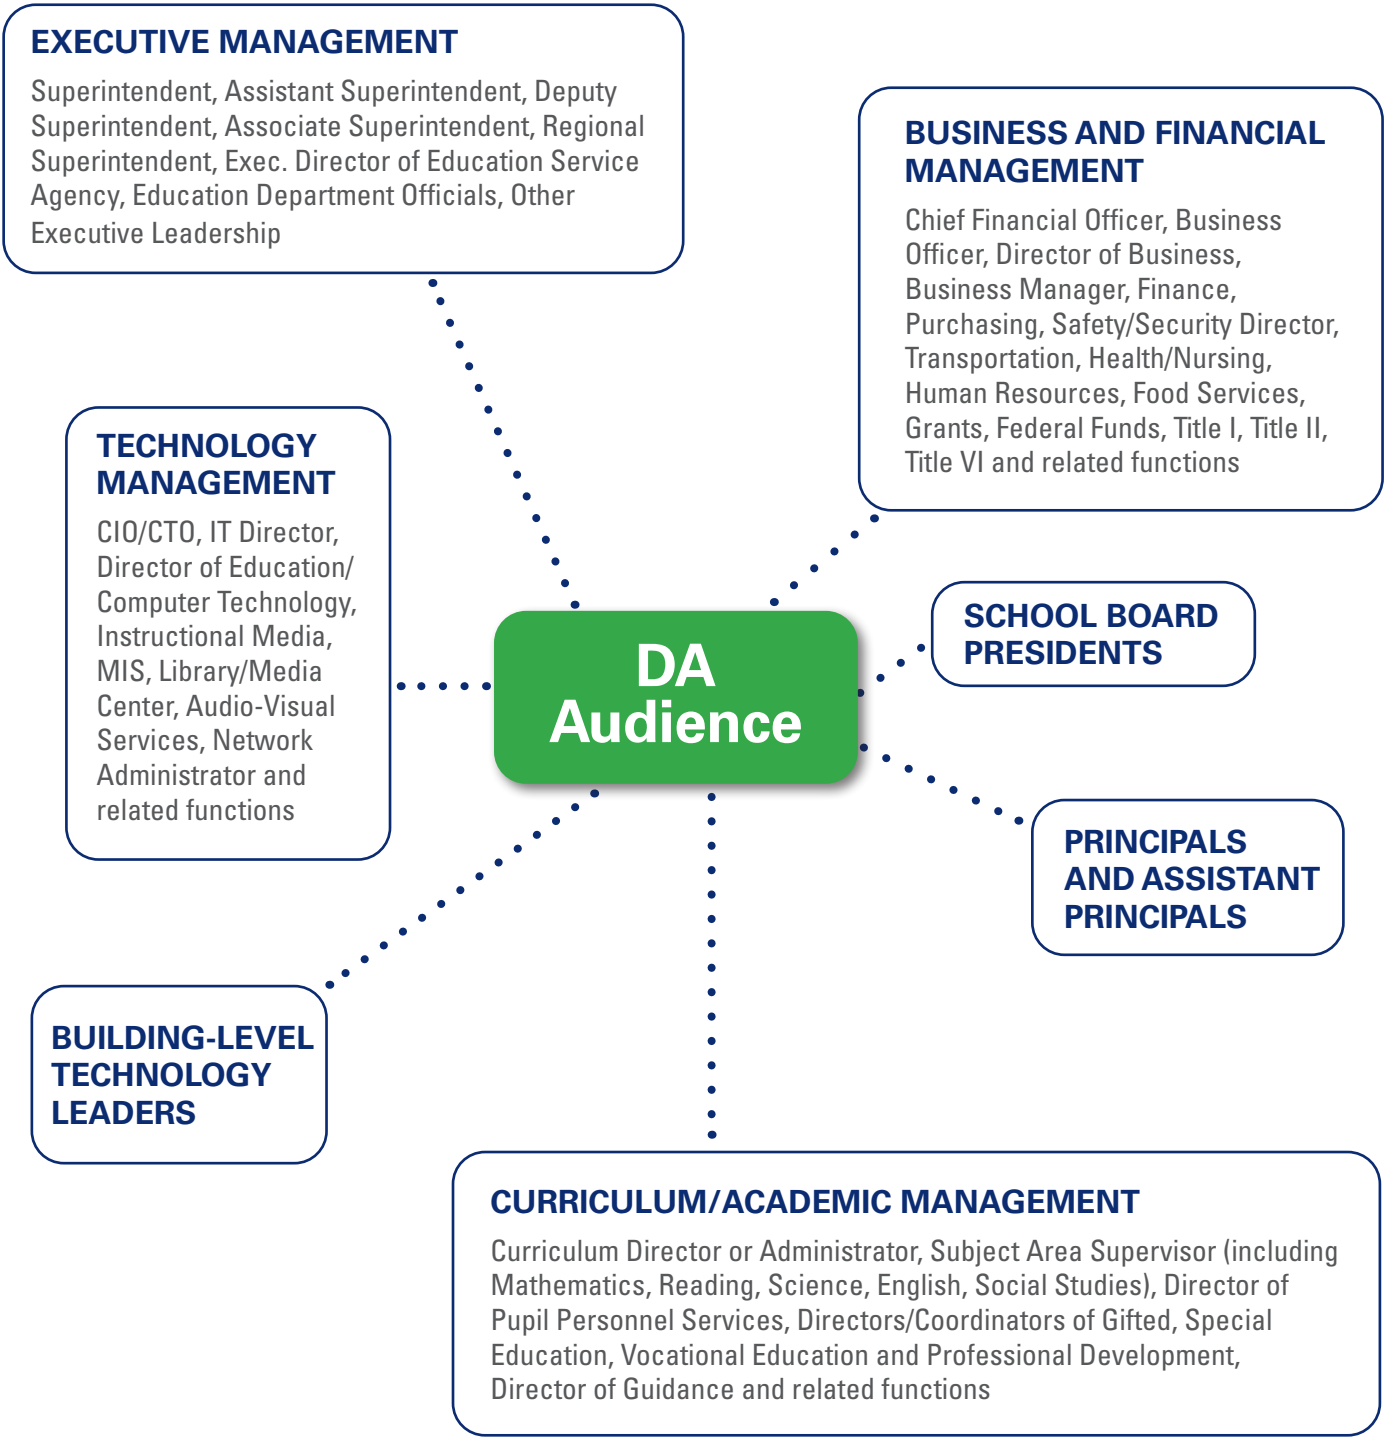 EXECUTIVE MANAGEMENT
Superintendent, Assistant Superintendent, Deputy
Superintendent, Associate Superintendent, Regional
Superintendent, Exec. Director of Education Service
Agency, Education Department Officials, Other
Executive Leadership
BUSINESS AND FINANCIAL
MANAGEMENT
Chief Financial Officer, Business
Officer, Director of Business,
Business Manager, Finance,
Purchasing, Safety/Security Director,
Transportation, Health/Nursing,
Human Resources, Food Services,
Grants, Federal Funds, Title I, Title II,
Title VI and related functions
TECHNOLOGY
MANAGEMENT
CIO/CTO, IT Director,
Director of Education/
Computer Technology,
Instructional Media,
MIS, Library/Media
Center, Audio-Visual
Services, Network
Administrator and
related functions
DA
Audience
SCHOOL BOARD
PRESIDENTS
PRINCIPALS
AND ASSISTANT
PRINCIPALS
BUILDING-LEVEL
TECHNOLOGY
LEADERS
CURRICULUM/ACADEMIC MANAGEMENT
Curriculum Director or Administrator, Subject Area Supervisor (including
Mathematics, Reading, Science, English, Social Studies), Director of
Pupil Personnel Services, Directors/Coordinators of Gifted, Special
Education, Vocational Education and Professional Development,
Director of Guidance and related functions